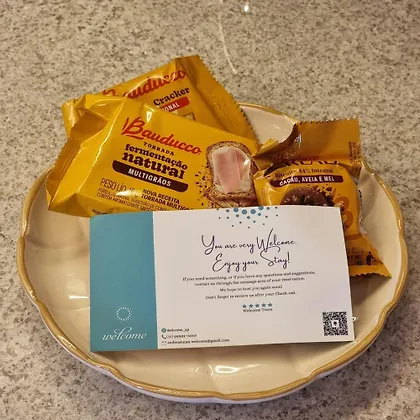 Bauducco
Cracker
Bauducco
TORRADA
fermentação
natural
MULTIGRÃOS
NOVA RECEITA
CACAU, AVEIA E MEL
You are very Welcome.
Enjoy your Stay!
If you need something, or if you have any questions and suggestions,
contact us through the message area of your reservation.
We hope to host you again soon!
Don't forget to review us after your Check-out.
Welcome Team
welcome